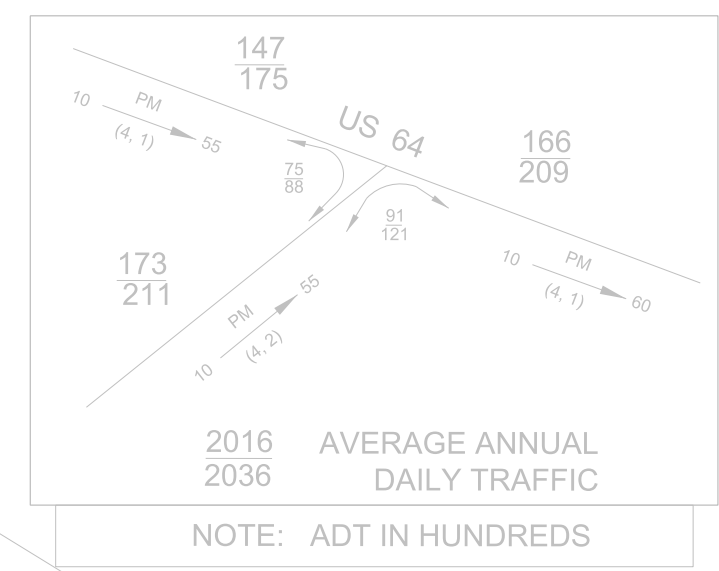 147
175
10 PM 55
(4, 1)
US 64
166
209
75
88
91
121
173
211
10 PM 55
(4, 2)
10 PM 60
(4, 1)
2016 AVERAGE ANNUAL
2036 DAILY TRAFFIC
NOTE: ADT IN HUNDREDS